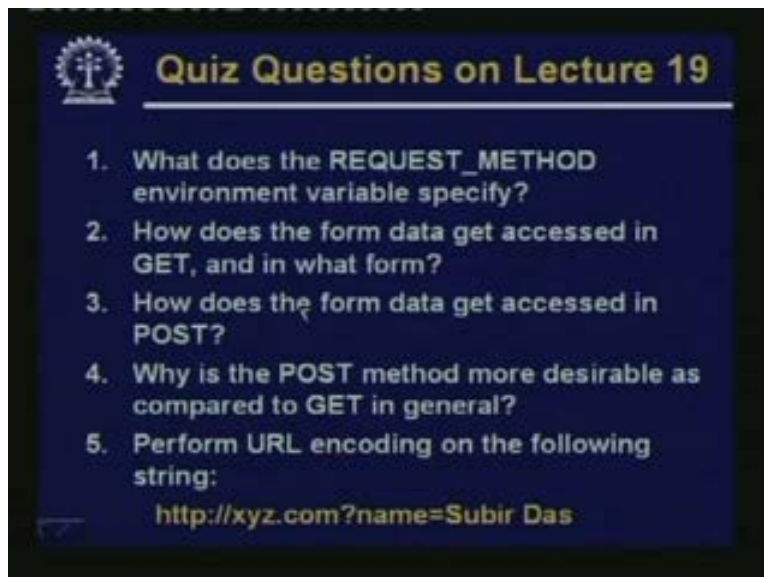 Quiz Questions on Lecture 19
1. What does the REQUEST_METHOD
environment variable specify?
2. How does the form data get accessed in
GET, and in what form?
3. How does the form data get accessed in
POST?
4. Why is the POST method more desirable as
compared to GET in general?
5. Perform URL encoding on the following
string:
http://xyz.com?name=Subir Das